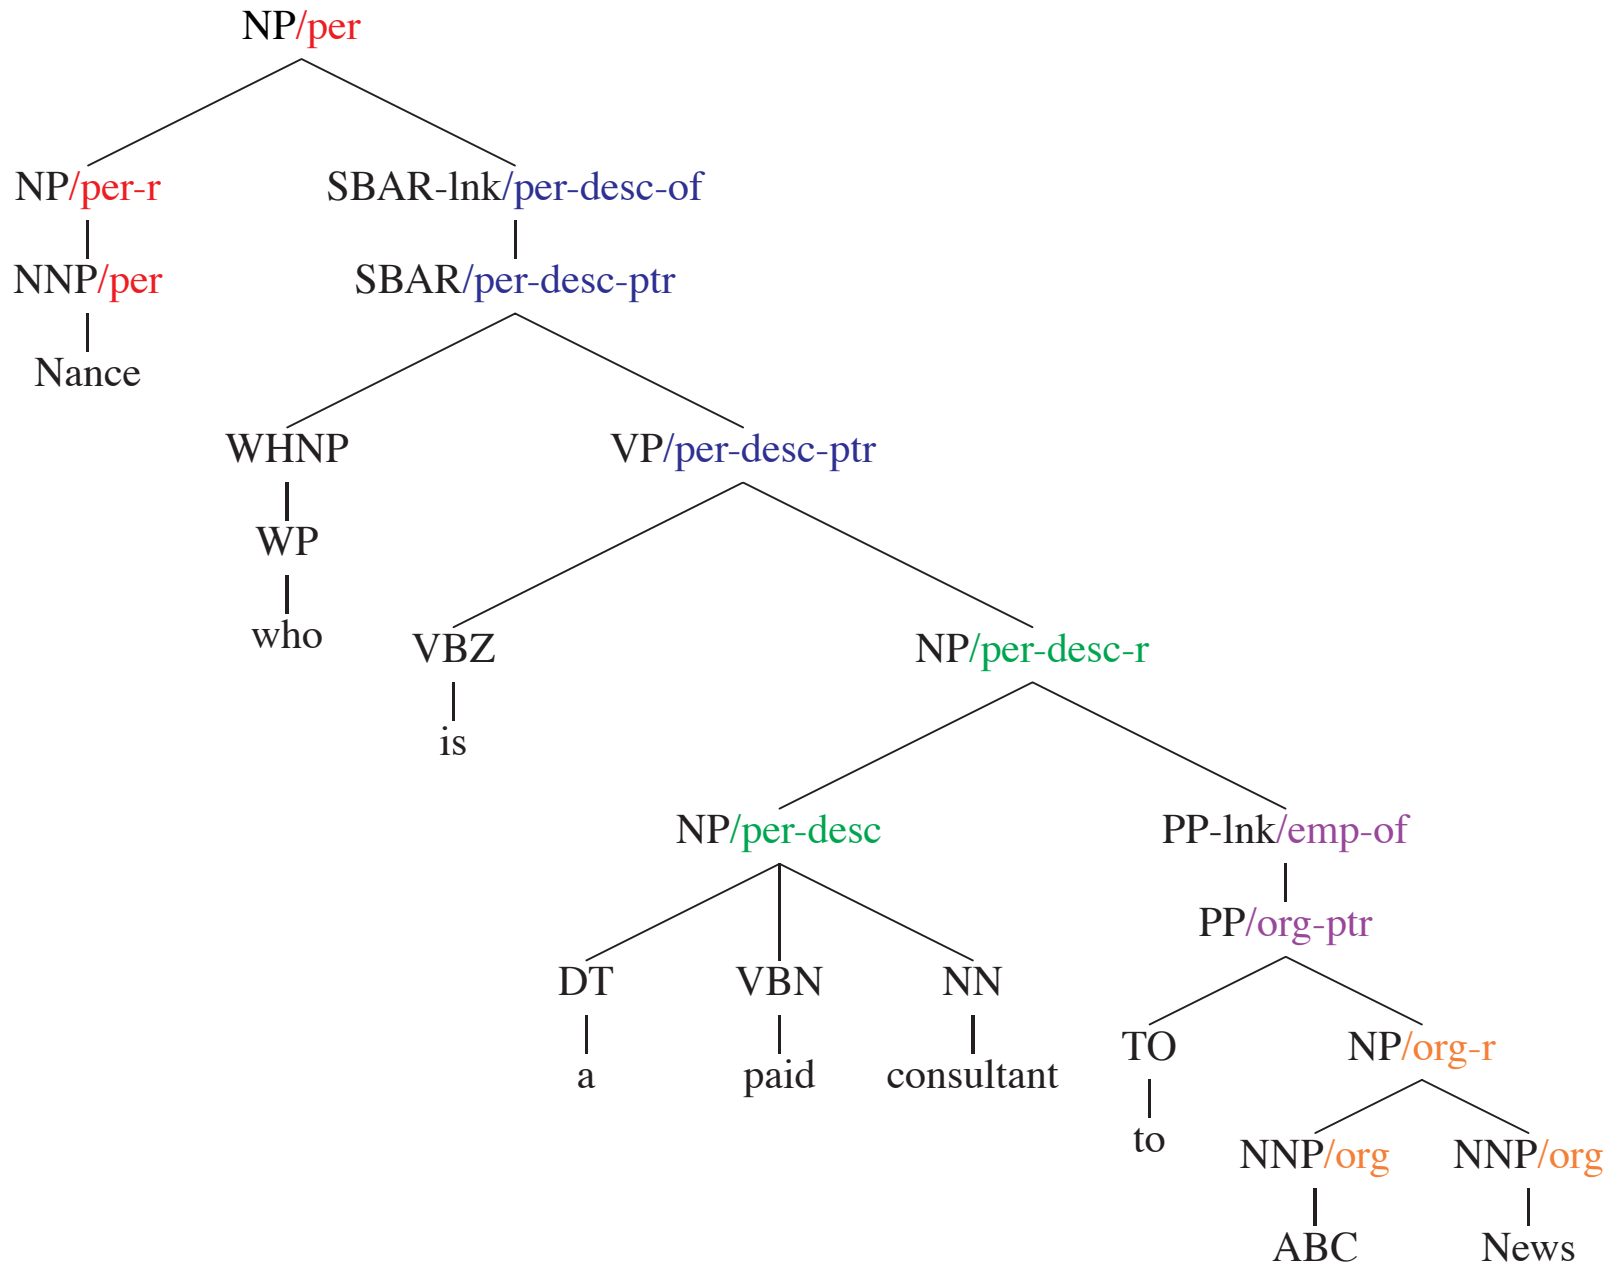 NP/per
NP/per-r SBAR-lnk/per-desc-of
NNP/per SBAR/per-desc-ptr
Nance
WHNP VP/per-desc-ptr
WP
who
VBZ NP/per-desc-r
is
NP/per-desc PP-lnk/emp-of
PP/org-ptr
DT VBN NN
TO NP/org-r
a paid consultant
to
NNP/org NNP/org
ABC News